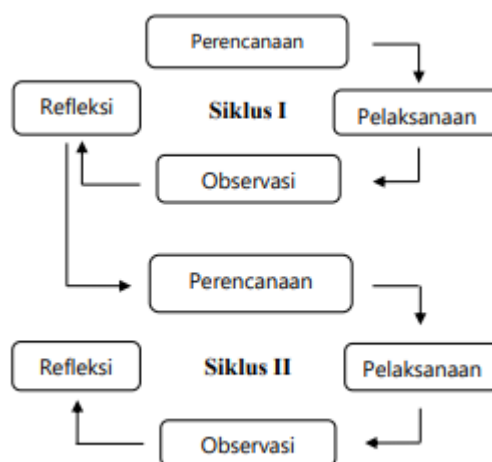 Perencanaan
Refleksi
Siklus I
Pelaksanaan
Observasi
Perencanaan
Refleksi
Siklus II
Pelaksanaan
Observasi